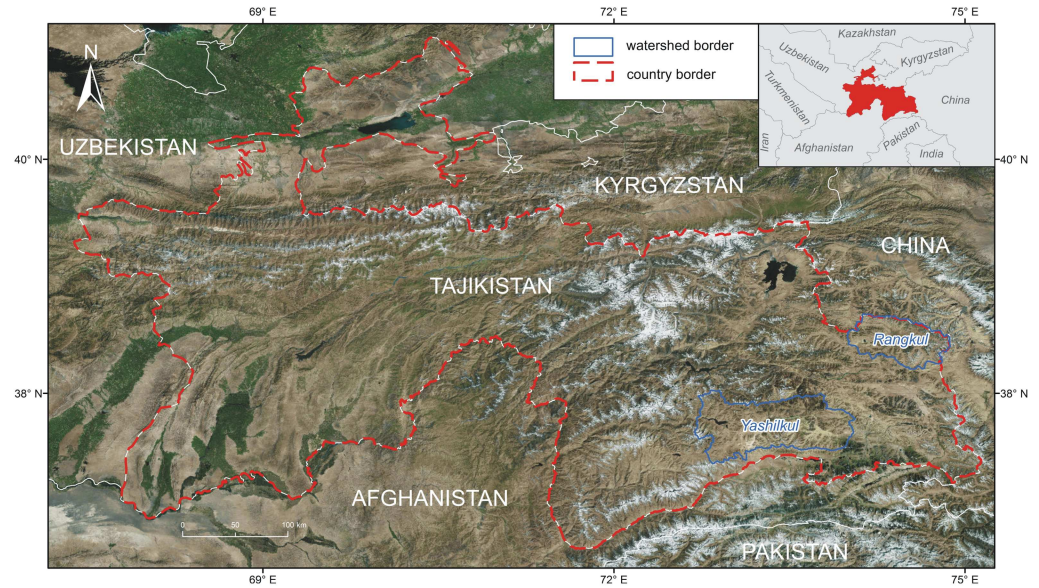 69° E
72° E
75° E
N
watershed border
country border
Kazakhstan
Uzbekistan
Kyrgyzstan
Turkmenistan
China
Iran
Afghanistan
Pakistan
India
UZBEKISTAN
40° N
40° N
KYRGYZSTAN
CHINA
TAJIKISTAN
Rangkul
38° N
38° N
Yashilkul
AFGHANISTAN
0 50 100 km
PAKISTAN
69° E
72° E
75° E